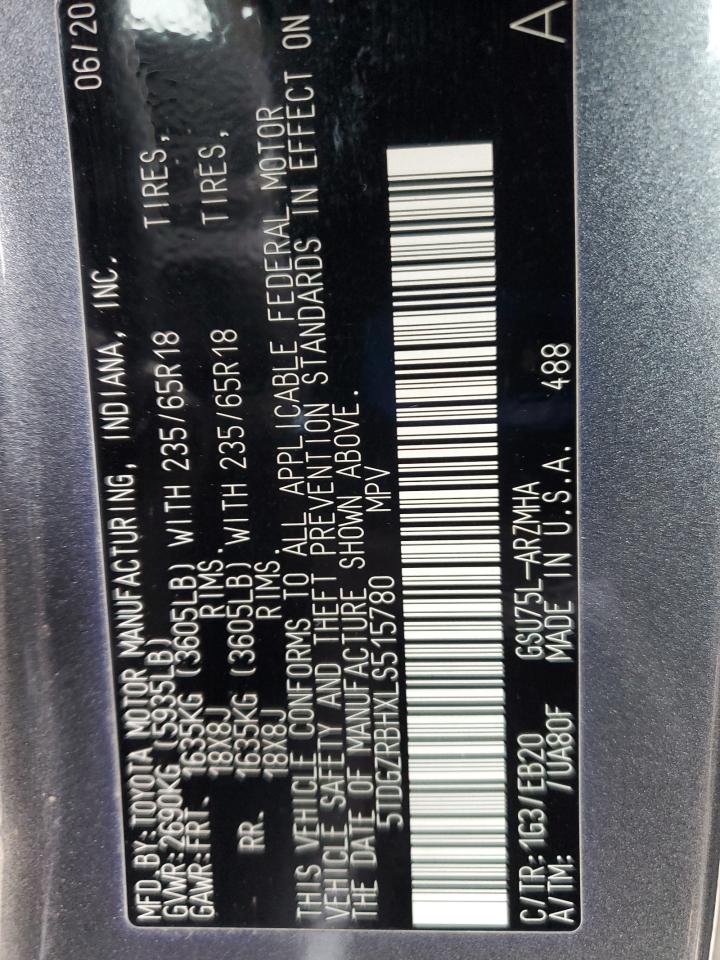 MFD.BY:TOYOTA MOTOR MANUFACTURING, INDIANA, INC. 06/20
GVWR:2690KG (5935LB)
GAWR:FRT. 1635KG (3605LB) WITH 235/65R18 TIRES,
18X8J RIMS.
RR. 1635KG (3605LB) WITH 235/65R18 TIRES,
18X8J RIMS.
THIS VEHICLE CONFORMS TO ALL APPLICABLE FEDERAL MOTOR
VEHICLE SAFETY AND THEFT PREVENTION STANDARDS IN EFFECT ON
THE DATE OF MANUFACTURE SHOWN ABOVE.
5TDGZRBHXLS515780 MPV
C/TR:1G3/EB20 GSU75L-ARZMHA A
A/TM: /UA80F MADE IN U.S.A. 488